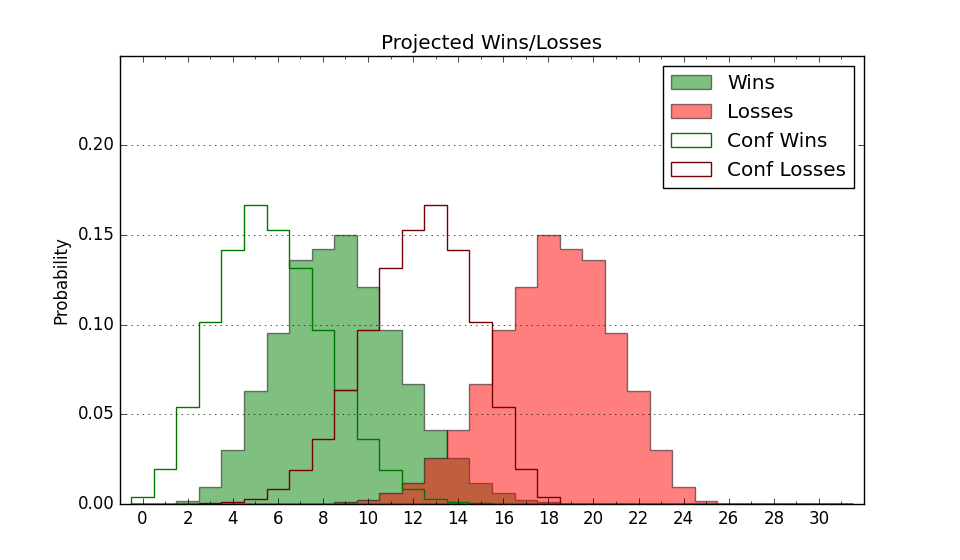 Projected Wins/Losses
Wins
Losses
Conf Wins
Conf Losses
Probability
0.20
0.15
0.10
0.05
0.00
0 2 4 6 8 10 12 14 16 18 20 22 24 26 28 30